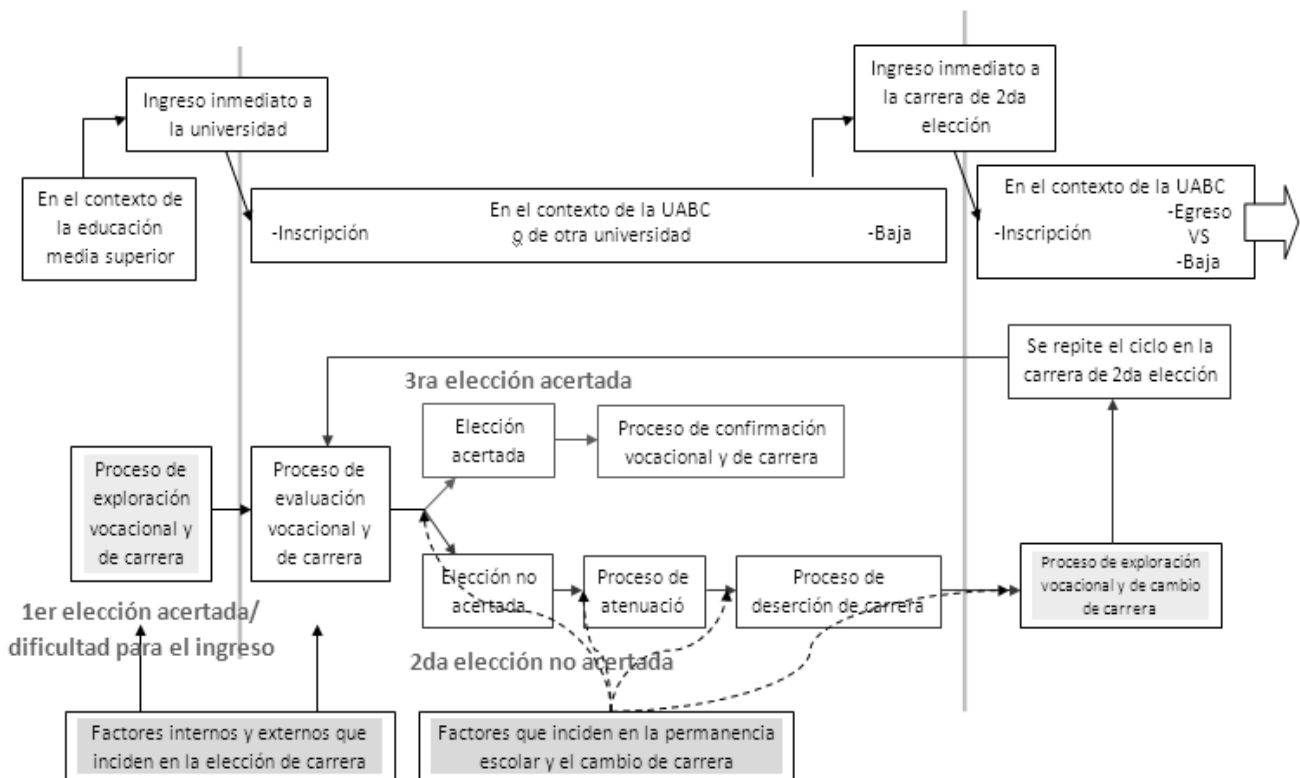 Ingreso inmediato a
la universidad
Ingreso inmediato a
la carrera de 2da
elección
En el contexto de
la educación
media superior
En el contexto de la UABC
o de otra universidad
-Inscripción
-Baja
En el contexto de la UABC
-Egreso
-Inscripción
VS
-Baja
Se repite el ciclo en la
carrera de 2da elección
3ra elección acertada
Elección
acertada
Proceso de confirmación
vocacional y de carrera
Proceso de
exploración
vocacional y
de carrera
Proceso de
evaluación
vocacional y
de carrera
Elección no
acertada
Proceso de
atenuació
Proceso de
deserción de carrera
Proceso de exploración
vocacional y de cambio
de carrera
1er elección acertada/
dificultad para el ingreso
2da elección no acertada
Factores internos y externos que
inciden en la elección de carrera
Factores que inciden en la permanencia
escolar y el cambio de carrera